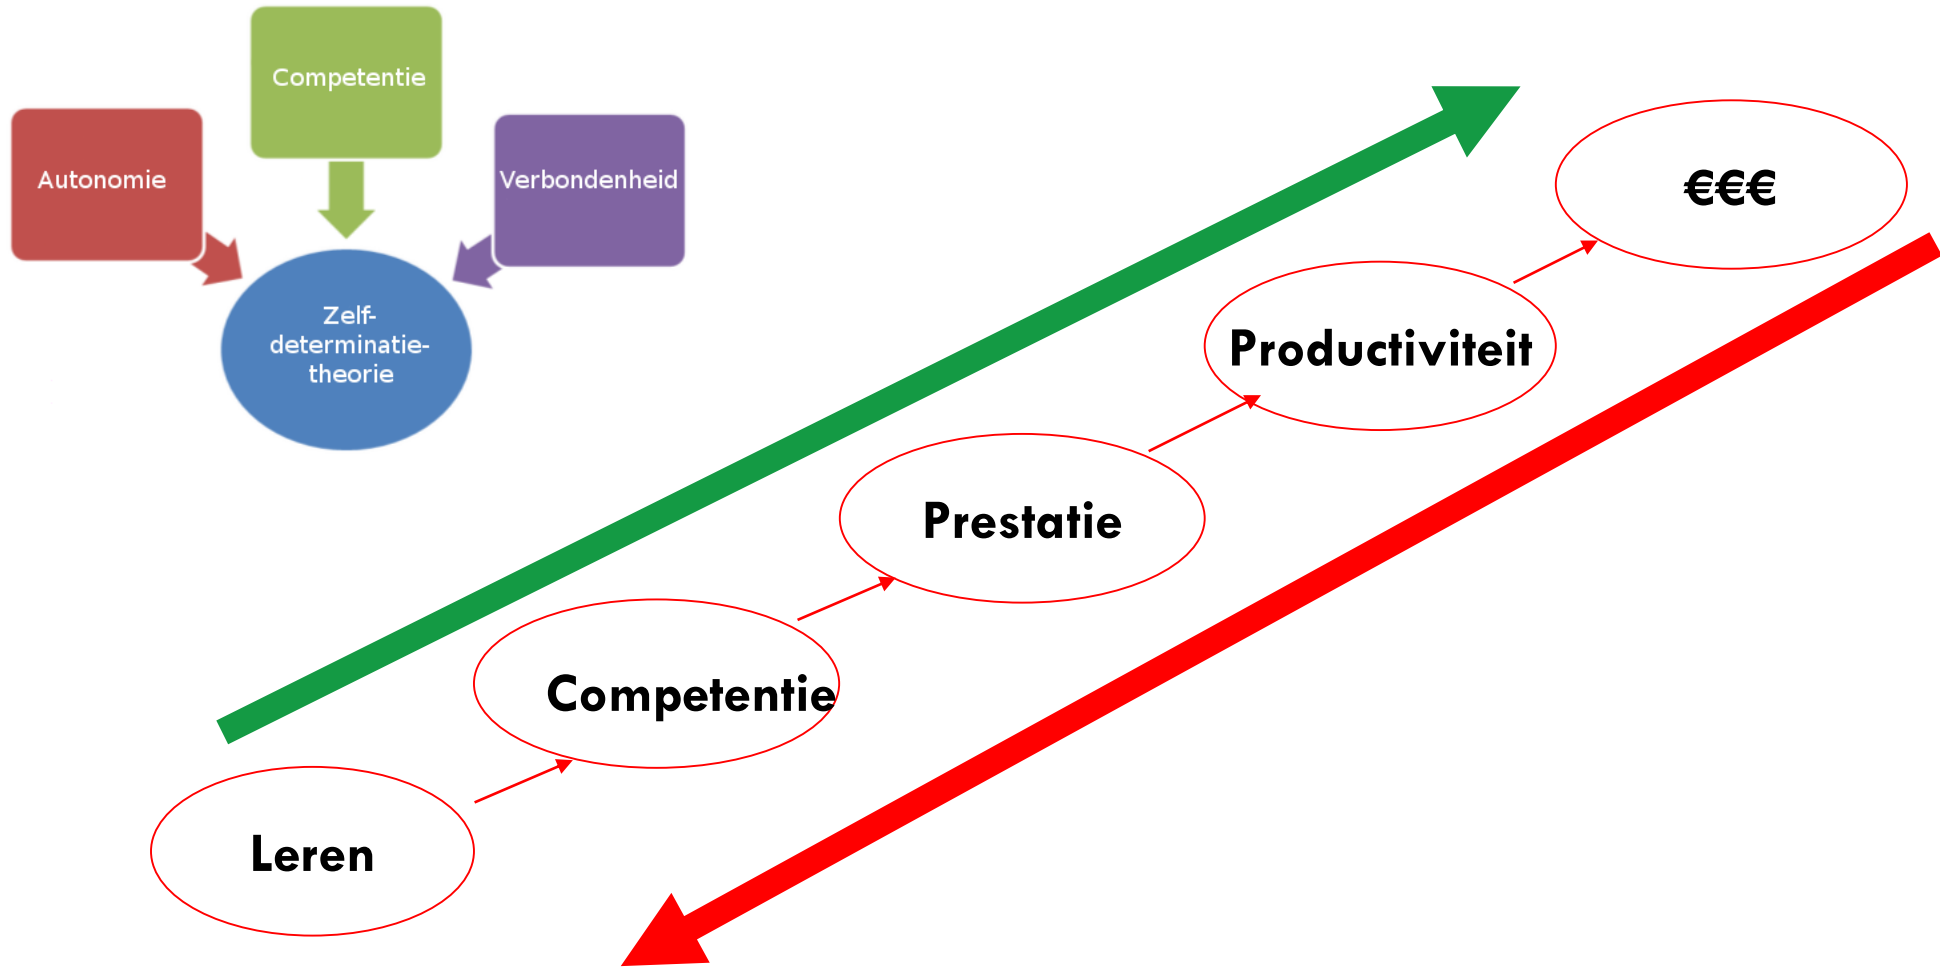 Competentie
Autonomie
Verbondenheid
Zelf-
determinatie-
theorie
€€€
Productiviteit
Prestatie
Competentie
Leren